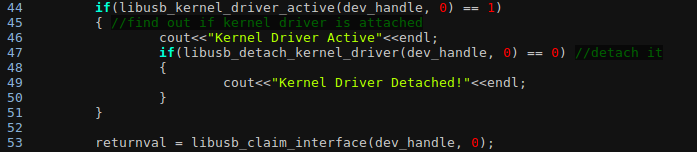 44 if(libusb_kernel_driver_active(dev_handle, 0) == 1)
45 { //find out if kernel driver is attached
46 cout<<"Kernel Driver Active"<<endl;
47 if(libusb_detach_kernel_driver(dev_handle, 0) == 0) //detach it
48 {
49 cout<<"Kernel Driver Detached!"<<endl;
50 }
51 }
52
53 returnval = libusb_claim_interface(dev_handle, 0);